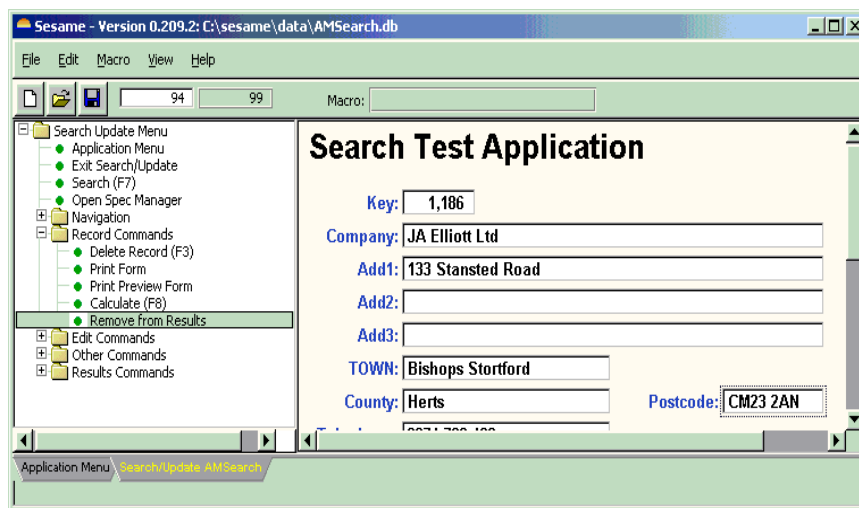 Sesame - Version 0.209.2: C:\sesame\data\AMSearch.db
File Edit Macro View Help
94 99 Macro:
Search Update Menu
Application Menu
Exit Search/Update
Search (F7)
Open Spec Manager
Navigation
Record Commands
Delete Record (F3)
Print Form
Print Preview Form
Calculate (F8)
Remove from Results
Edit Commands
Other Commands
Results Commands
Search Test Application
Key: 1,186
Company: JA Elliott Ltd
Add1: 133 Stansted Road
Add2:
Add3:
TOWN: Bishops Stortford
County: Herts Postcode: CM23 2AN
Application Menu Search/Update AMSearch